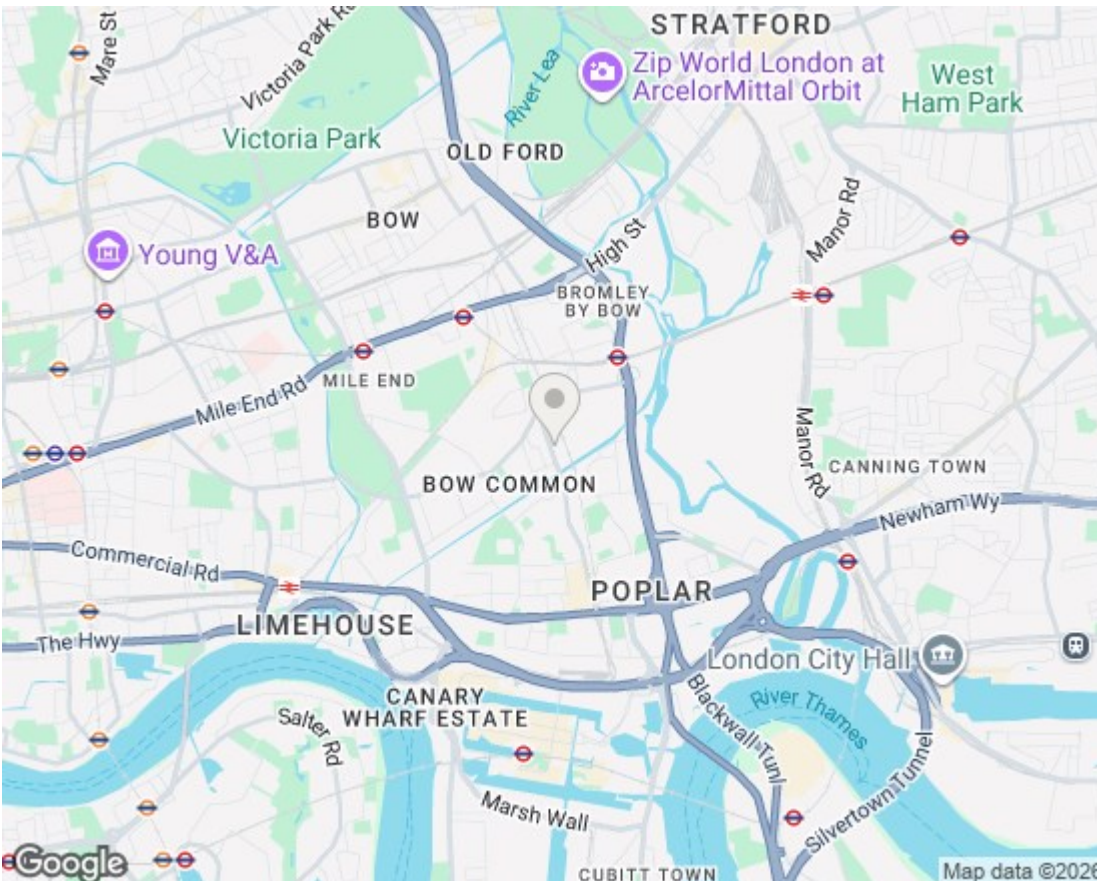 STRATFORD
Mare St
Victoria Park Rd
River Lea
Zip World London at
ArcelorMittal Orbit
West
Ham Park
Victoria Park
OLD FORD
BOW
Manor Rd
Young V&A
High St
BROMLEY
BY BOW
MILE END
Mile End Rd
Manor Rd
CANNING TOWN
BOW COMMON
Newham Wy
Commercial Rd
POPLAR
LIMEHOUSE
The Hwy
London City Hall
CANARY
WHARF ESTATE
Salter Rd
Blackwall Tunl
River Thames
Silvertown Tunnel
Marsh Wall
Google
CUBITT TOWN
Map data ©2026